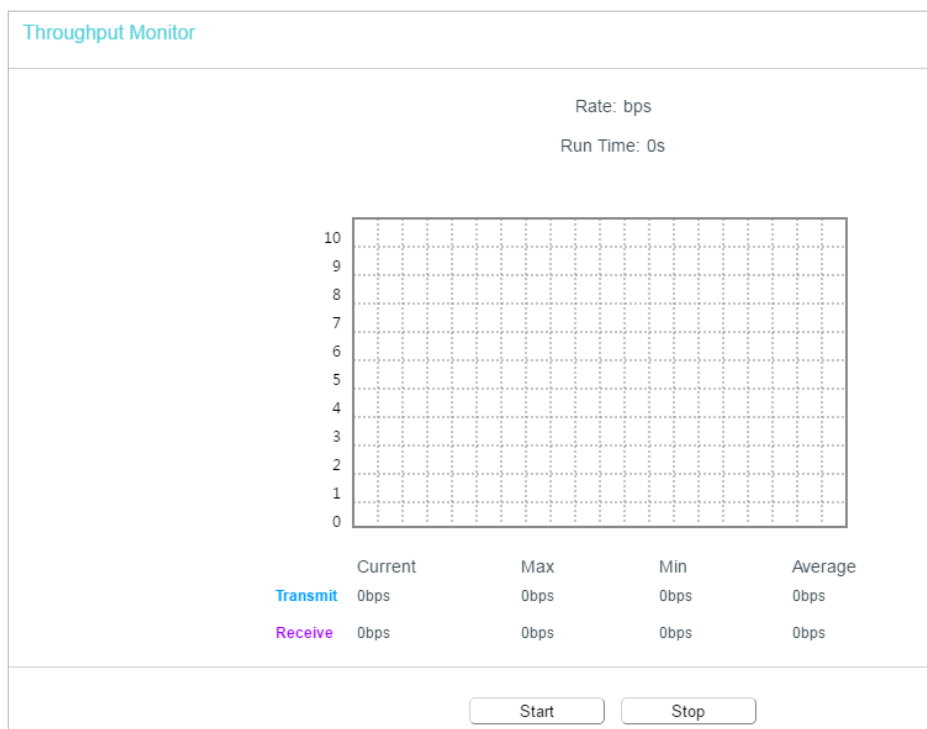 Throughput Monitor
Rate: bps
Run Time: 0s
10
9
8
7
6
5
4
3
2
1
0
Current Max Min Average
Transmit 0bps 0bps 0bps 0bps
Receive 0bps 0bps 0bps 0bps
Start Stop